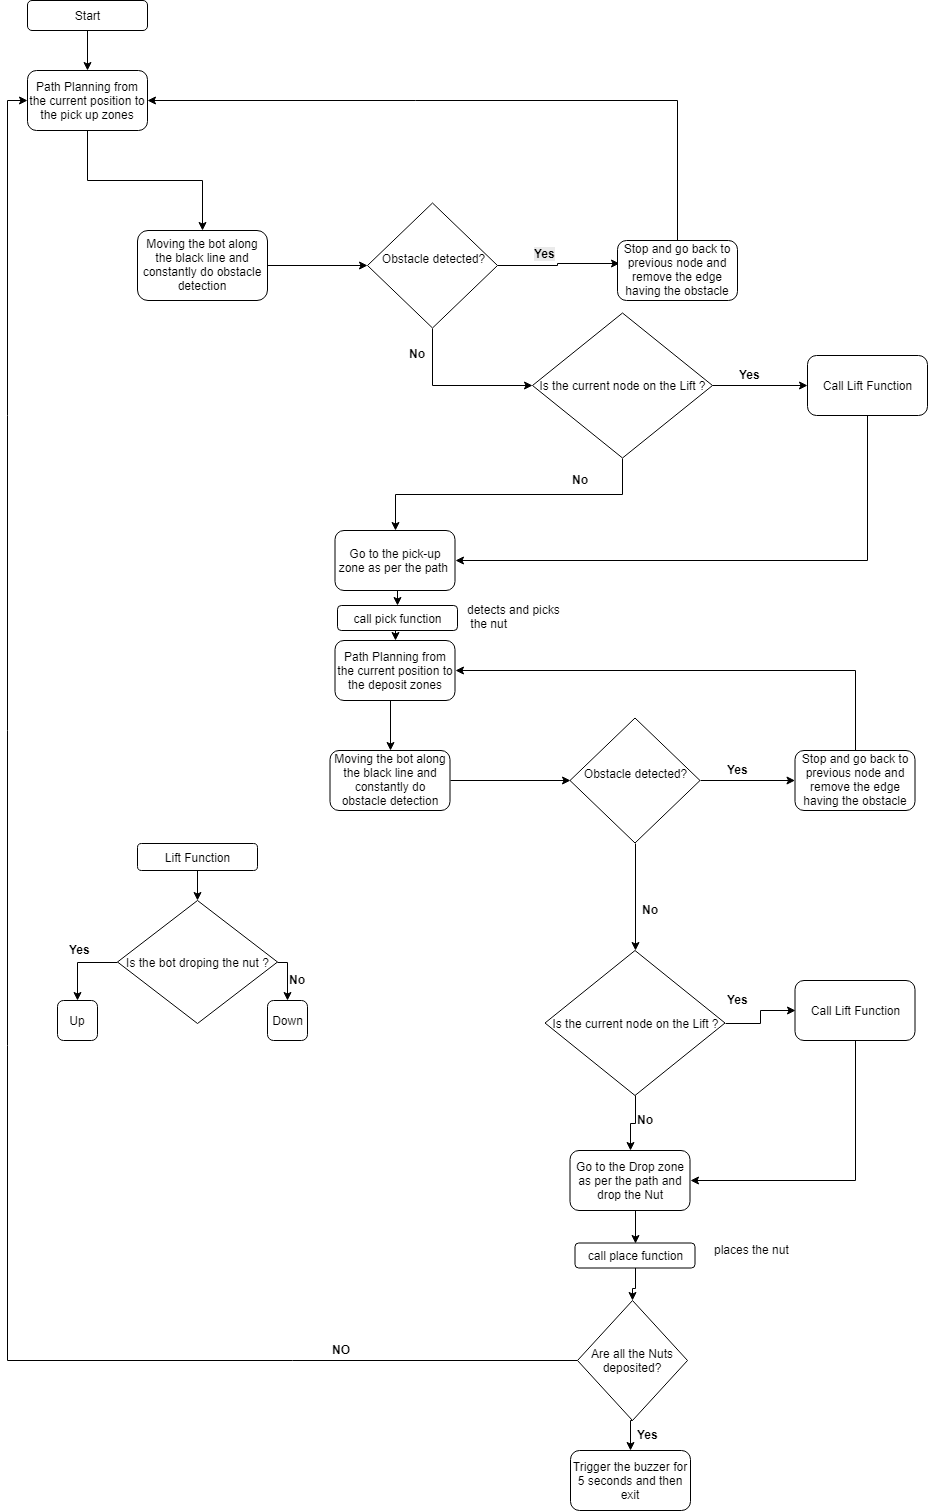 Start
Path Planning from
the current position to
the pick up zones
Moving the bot along
the black line and
constantly do obstacle
detection
Obstacle detected?
Yes
Stop and go back to
previous node and
remove the edge
having the obstacle
No
Is the current node on the Lift ?
Yes
Call Lift Function
No
Go to the pick-up
zone as per the path
call pick function
detects and picks
the nut
Path Planning from
the current position to
the deposit zones
Moving the bot along
the black line and
constantly do
obstacle detection
Obstacle detected?
Yes
Stop and go back to
previous node and
remove the edge
having the obstacle
Lift Function
Is the bot droping the nut ?
Yes
No
Up
Down
No
Is the current node on the Lift ?
Yes
Call Lift Function
No
Go to the Drop zone
as per the path and
drop the Nut
call place function
places the nut
Are all the Nuts
deposited?
NO
Yes
Trigger the buzzer for
5 seconds and then
exit